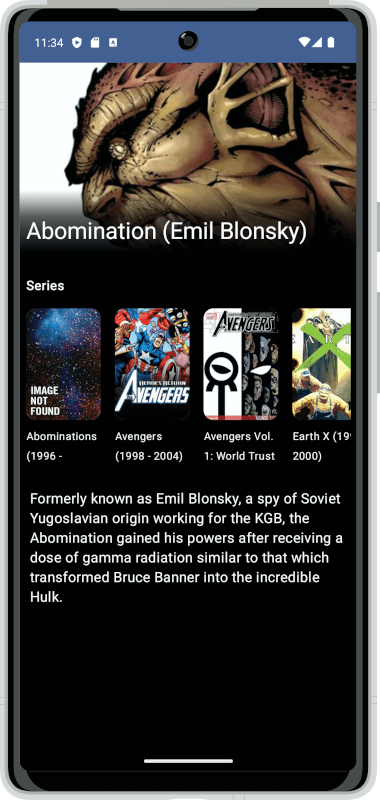 11:34
Abomination (Emil Blonsky)
Series
IMAGE
NOT
FOUND
HEROES RETURN
AVENGERS
AVENGERS
EART
Abominations
(1996 -
Avengers
(1998 - 2004)
Avengers Vol.
1: World Trust
Earth X (19
2000)
Formerly known as Emil Blonsky, a spy of Soviet
Yugoslavian origin working for the KGB, the
Abomination gained his powers after receiving a
dose of gamma radiation similar to that which
transformed Bruce Banner into the incredible
Hulk.